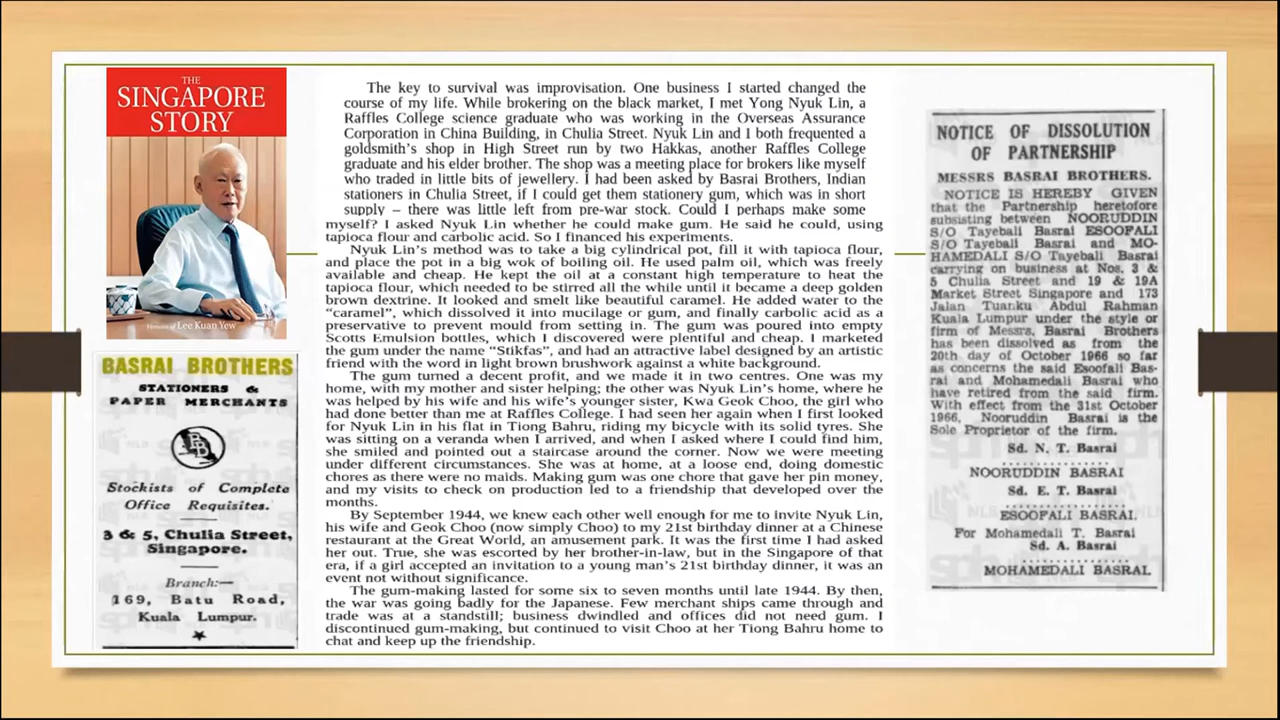 THE
SINGAPORE
STORY
Memoirs of Lee Kuan Yew
BASRAI BROTHERS
STATIONERS &
PAPER MERCHANTS
BB
Stockists of Complete
Office Requisites.
3 & 5, Chulia Street,
Singapore.
Branch:—
169, Batu Road,
Kuala Lumpur.
The key to survival was improvisation. One business I started changed the
course of my life. While brokering on the black market, I met Yong Nyuk Lin, a
Raffles College science graduate who was working in the Overseas Assurance
Corporation in China Building, in Chulia Street. Nyuk Lin and I both frequented a
goldsmith's shop in High Street run by two Hakkas, another Raffles College
graduate and his elder brother. The shop was a meeting place for brokers like myself
who traded in little bits of jewellery. I had been asked by Basrai Brothers, Indian
stationers in Chulia Street, if I could get them stationery gum, which was in short
supply – there was little left from pre-war stock. Could I perhaps make some
myself? I asked Nyuk Lin whether he could make gum. He said he could, using
tapioca flour and carbolic acid. So I financed his experiments.
Nyuk Lin's method was to take a big cylindrical pot, fill it with tapioca flour,
and place the pot in a big wok of boiling oil. He used palm oil, which was freely
available and cheap. He kept the oil at a constant high temperature to heat the
tapioca flour, which needed to be stirred all the while until it became a deep golden
brown dextrine. It looked and smelt like beautiful caramel. He added water to the
“caramel”, which dissolved it into mucilage or gum, and finally carbolic acid as a
preservative to prevent mould from setting in. The gum was poured into empty
Scotts Emulsion bottles, which I discovered were plentiful and cheap. I marketed
the gum under the name “Stikfas”, and had an attractive label designed by an artistic
friend with the word in light brown brushwork against a white background.
The gum turned a decent profit, and we made it in two centres. One was my
home, with my mother and sister helping; the other was Nyuk Lin's home, where he
was helped by his wife and his wife's younger sister, Kwa Geok Choo, the girl who
had done better than me at Raffles College. I had seen her again when I first looked
for Nyuk Lin in his flat in Tiong Bahru, riding my bicycle with its solid tyres. She
was sitting on a veranda when I arrived, and when I asked where I could find him,
she smiled and pointed out a staircase around the corner. Now we were meeting
under different circumstances. She was at home, at a loose end, doing domestic
chores as there were no maids. Making gum was one chore that gave her pin money,
and my visits to check on production led to a friendship that developed over the
months.
By September 1944, we knew each other well enough for me to invite Nyuk Lin,
his wife and Geok Choo (now simply Choo) to my 21st birthday dinner at a Chinese
restaurant at the Great World, an amusement park. It was the first time I had asked
her out. True, she was escorted by her brother-in-law, but in the Singapore of that
era, if a girl accepted an invitation to a young man's 21st birthday dinner, it was an
event not without significance.
The gum-making lasted for some six to seven months until late 1944. By then,
the war was going badly for the Japanese. Few merchant ships came through and
trade was at a standstill; business dwindled and offices did not need gum. I
discontinued gum-making, but continued to visit Choo at her Tiong Bahru home to
chat and keep up the friendship.
NOTICE OF DISSOLUTION
OF PARTNERSHIP
MESSRS BASRAI BROTHERS.
NOTICE IS HEREBY GIVEN
that the Partnership heretofore
subsisting between NOORUDDIN
S/O Tayebali Basrai ESOOFALI
S/O Tayebali Basrai and MO-
HAMEDALI S/O Tayebali Basrai
carrying on business at Nos. 3 &
5 Chulia Street and 19 & 19A
Market Street Singapore and 173
Jalan Tuanku Abdul Rahman
Kuala Lumpur under the style or
firm of Messrs. Basrai Brothers
has been dissolved as from the
20th day of October 1966 so far
as concerns the said Esoofali Bas-
rai and Mohamedali Basrai who
have retired from the said firm.
With effect from the 31st October
1966, Nooruddin Basrai is the
Sole Proprietor of the firm.
Sd. N. T. Basrai
NOORUDDIN BASRAI
Sd. E. T. Basrai
ESOOFALI BASRAI.
For Mohamedali T. Basrai
Sd. A. Basrai
MOHAMEDALI BASRAI.